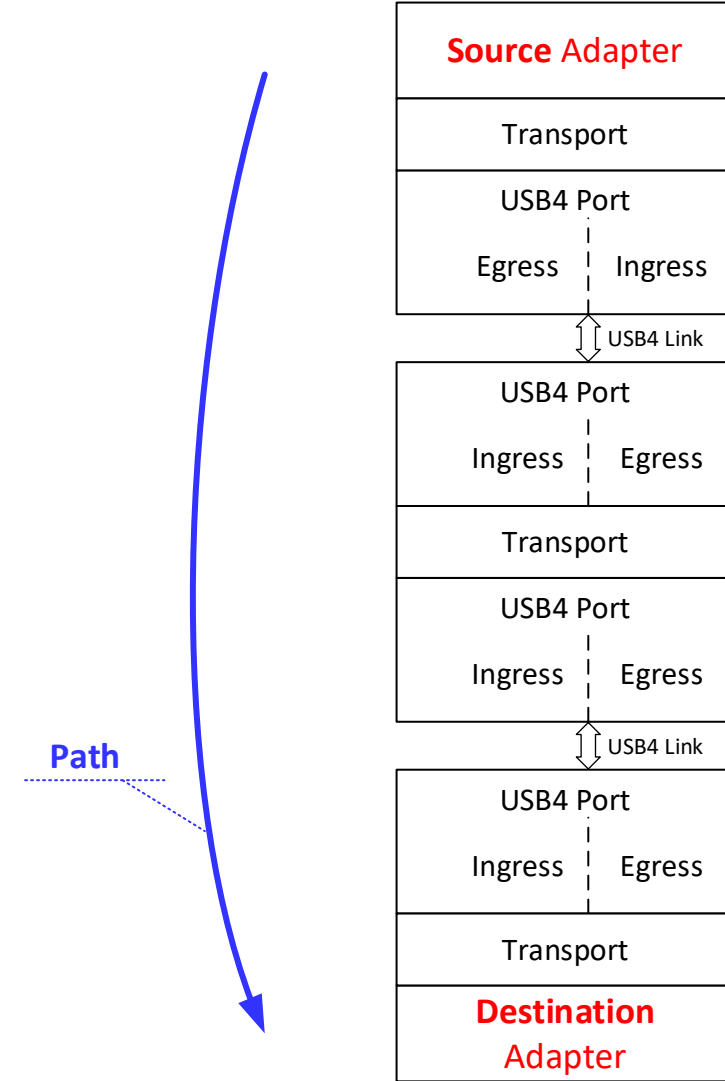 Source Adapter
Transport
USB4 Port
Egress Ingress
USB4 Link
USB4 Port
Ingress Egress
Transport
USB4 Port
Ingress Egress
USB4 Link
Path
USB4 Port
Ingress Egress
Transport
Destination
Adapter